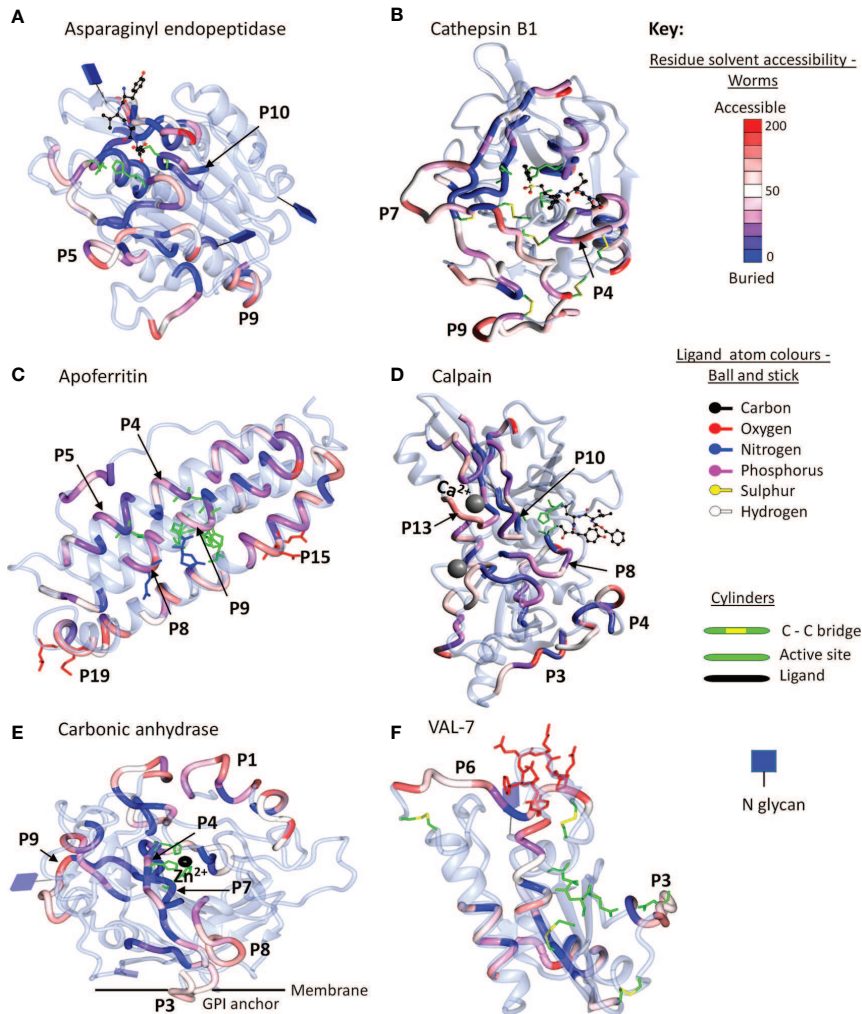 A
Asparaginyl endopeptidase
P10
P5
P9
B
Cathepsin B1
P7
P4
P9
Key:
Residue solvent accessibility -
Worms
Accessible
200
50
0
Buried
C
Apoferritin
P4
P5
P15
P9
P8
P19
D
Calpain
P10
Ca2+
P13
P8
P4
P3
Ligand atom colours -
Ball and stick
Carbon
Oxygen
Nitrogen
Phosphorus
Sulphur
Hydrogen
Cylinders
C - C bridge
Active site
Ligand
E
Carbonic anhydrase
P1
P4
P9
Zn2+
P7
P8
Membrane
P3
GPI anchor
F
VAL-7
P6
P3
N glycan